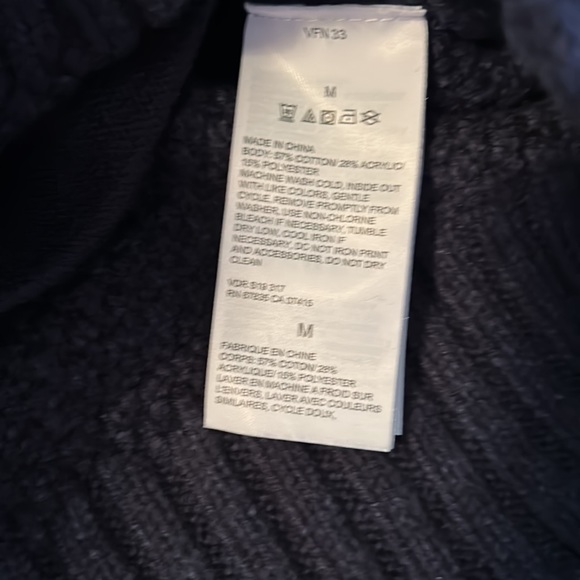 VFN 33
M
MADE IN CHINA
BODY: 57% COTTON/ 28% ACRYLIC/
15% POLYESTER
MACHINE WASH COLD, INSIDE OUT
WITH LIKE COLORS, GENTLE
CYCLE. REMOVE PROMPTLY FROM
WASHER. USE NON-CHLORINE
BLEACH IF NECESSARY, TUMBLE
DRY LOW, COOL IRON IF
NECESSARY, DO NOT IRON PRINT
AND ACCESSORIES, DO NOT DRY
CLEAN
M
FABRIQUE EN CHINE
CORPS: 57% COTON/ 28%
ACRYLIQUE/ 15% POLYESTER
LAVER EN MACHINE A FROID SUR
L'ENVERS, LAVER AVEC COULEURS
SIMILAIRES, CYCLE DOUX,